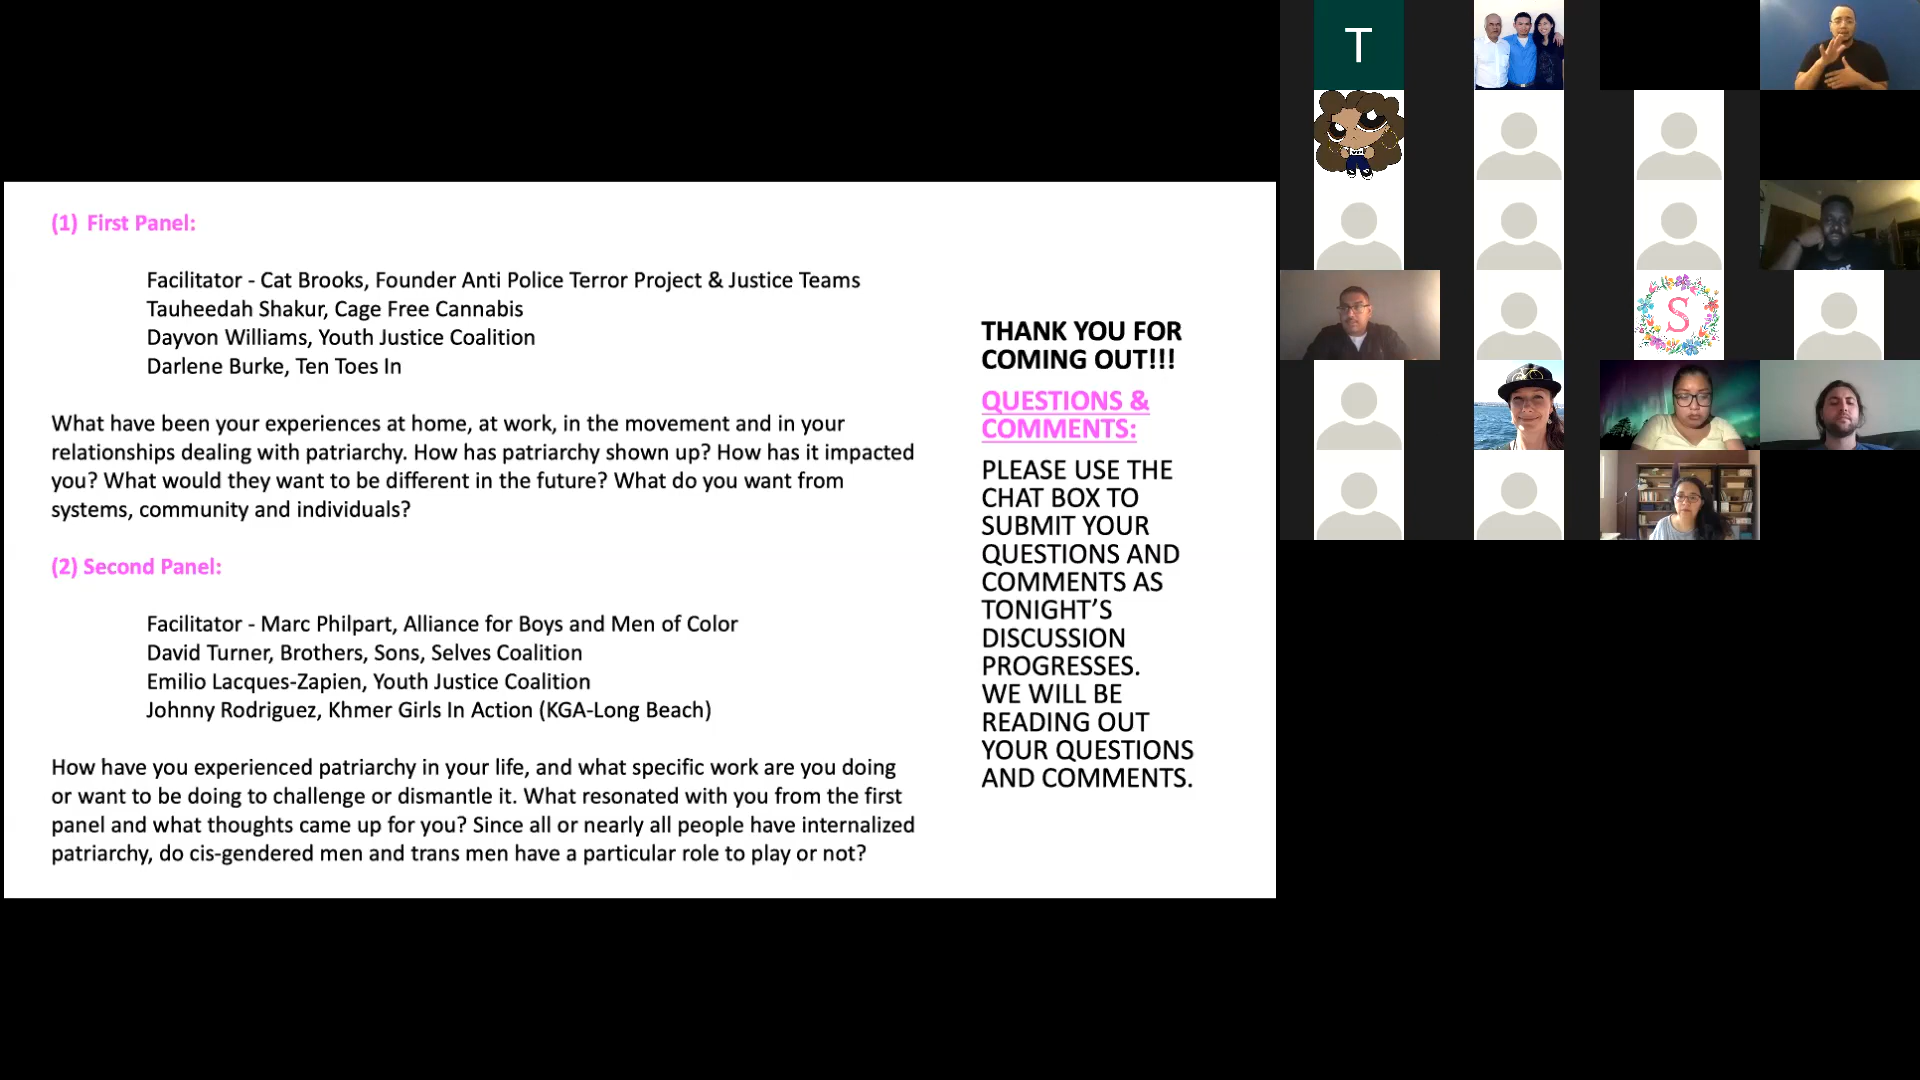 (1) First Panel:
Facilitator - Cat Brooks, Founder Anti Police Terror Project & Justice Teams
Tauheedah Shakur, Cage Free Cannabis
Dayvon Williams, Youth Justice Coalition
Darlene Burke, Ten Toes In
What have been your experiences at home, at work, in the movement and in your
relationships dealing with patriarchy. How has patriarchy shown up? How has it impacted
you? What would they want to be different in the future? What do you want from
systems, community and individuals?
(2) Second Panel:
Facilitator - Marc Philpart, Alliance for Boys and Men of Color
David Turner, Brothers, Sons, Selves Coalition
Emilio Lacques-Zapien, Youth Justice Coalition
Johnny Rodriguez, Khmer Girls In Action (KGA-Long Beach)
How have you experienced patriarchy in your life, and what specific work are you doing
or want to be doing to challenge or dismantle it. What resonated with you from the first
panel and what thoughts came up for you? Since all or nearly all people have internalized
patriarchy, do cis-gendered men and trans men have a particular role to play or not?
THANK YOU FOR
COMING OUT!!!
QUESTIONS &
COMMENTS:
PLEASE USE THE
CHAT BOX TO
SUBMIT YOUR
QUESTIONS AND
COMMENTS AS
TONIGHT'S
DISCUSSION
PROGRESSES.
WE WILL BE
READING OUT
YOUR QUESTIONS
AND COMMENTS.
T
S